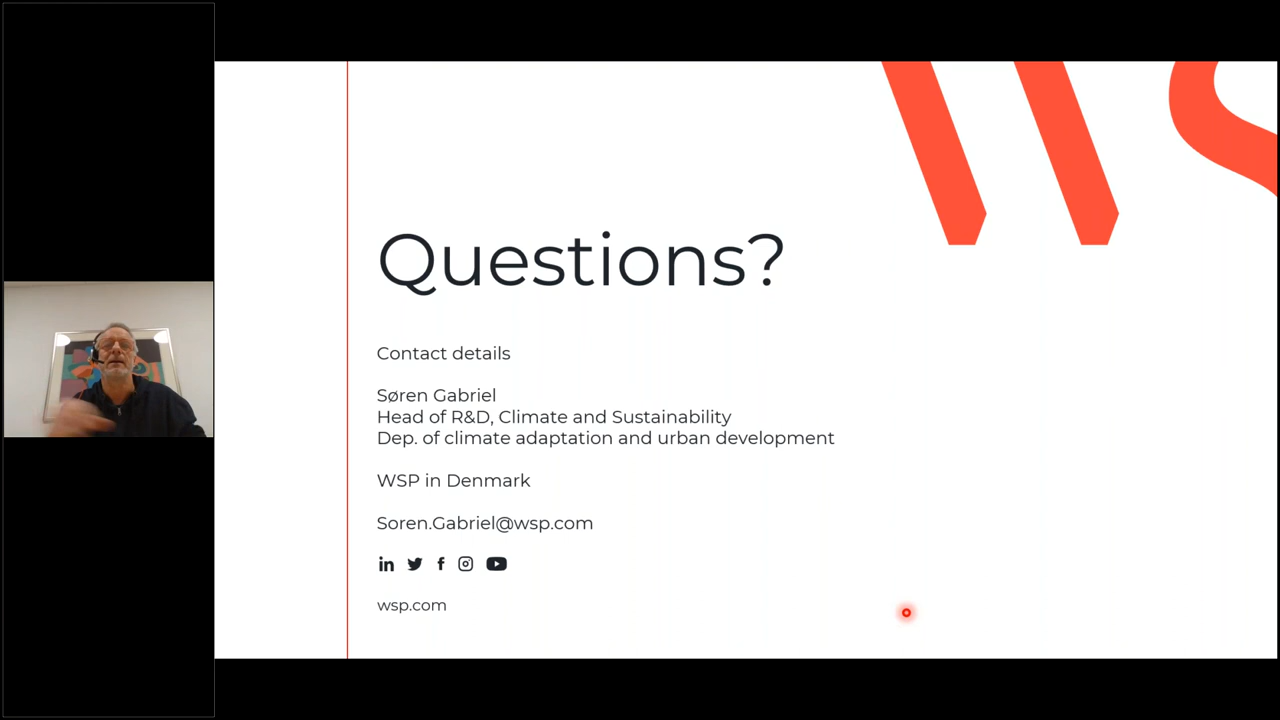 WS
Questions?
Contact details
Søren Gabriel
Head of R&D, Climate and Sustainability
Dep. of climate adaptation and urban development
WSP in Denmark
Soren.Gabriel@wsp.com
wsp.com